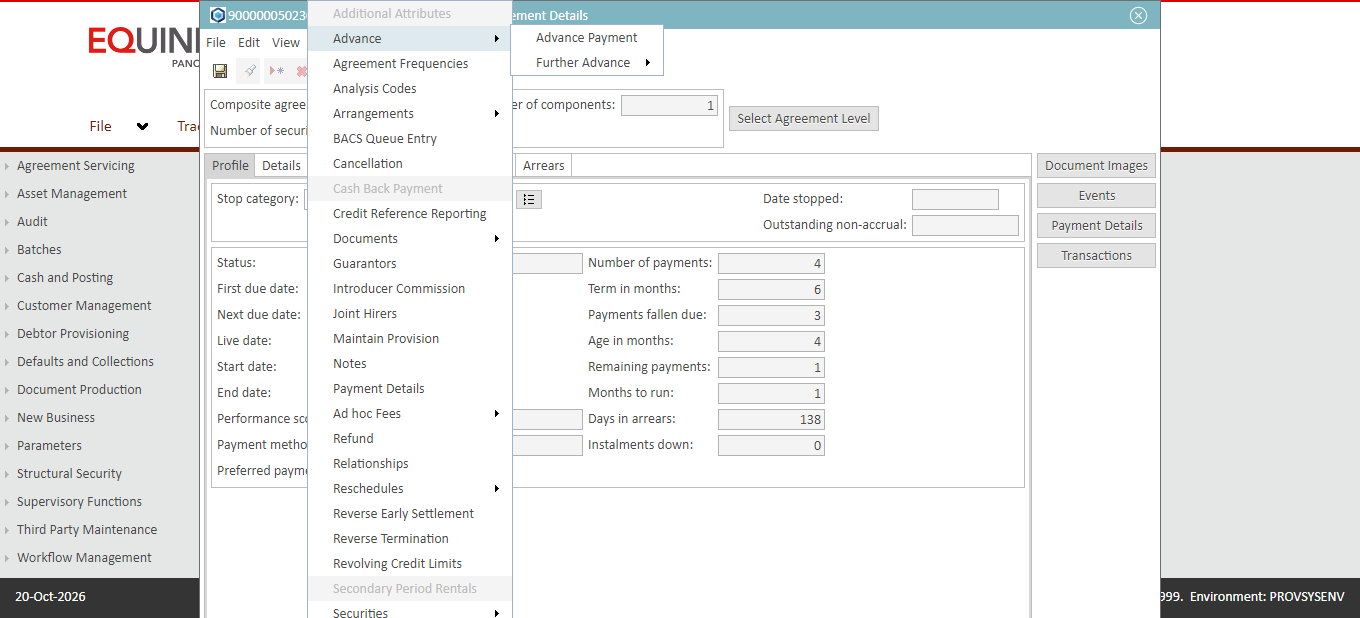 90000005023
ement Details
EQUIN
PANC
File Edit View
File
Trac
Composite agree
er of components: 1
Number of securi
Select Agreement Level
Profile Details Arrears
Stop category:
Date stopped:
Outstanding non-accrual:
Status:
First due date:
Next due date:
Live date:
Start date:
End date:
Performance sco
Payment metho
Preferred payme
Number of payments: 4
Term in months: 6
Payments fallen due: 3
Age in months: 4
Remaining payments: 1
Months to run: 1
Days in arrears: 138
Instalments down: 0
Document Images
Events
Payment Details
Transactions
Additional Attributes
Advance
Agreement Frequencies
Analysis Codes
Arrangements
BACS Queue Entry
Cancellation
Cash Back Payment
Credit Reference Reporting
Documents
Guarantors
Introducer Commission
Joint Hirers
Maintain Provision
Notes
Payment Details
Ad hoc Fees
Refund
Relationships
Reschedules
Reverse Early Settlement
Reverse Termination
Revolving Credit Limits
Secondary Period Rentals
Securities
Advance Payment
Further Advance
Agreement Servicing
Asset Management
Audit
Batches
Cash and Posting
Customer Management
Debtor Provisioning
Defaults and Collections
Document Production
New Business
Parameters
Structural Security
Supervisory Functions
Third Party Maintenance
Workflow Management
20-Oct-2026
999. Environment: PROVSYSENV